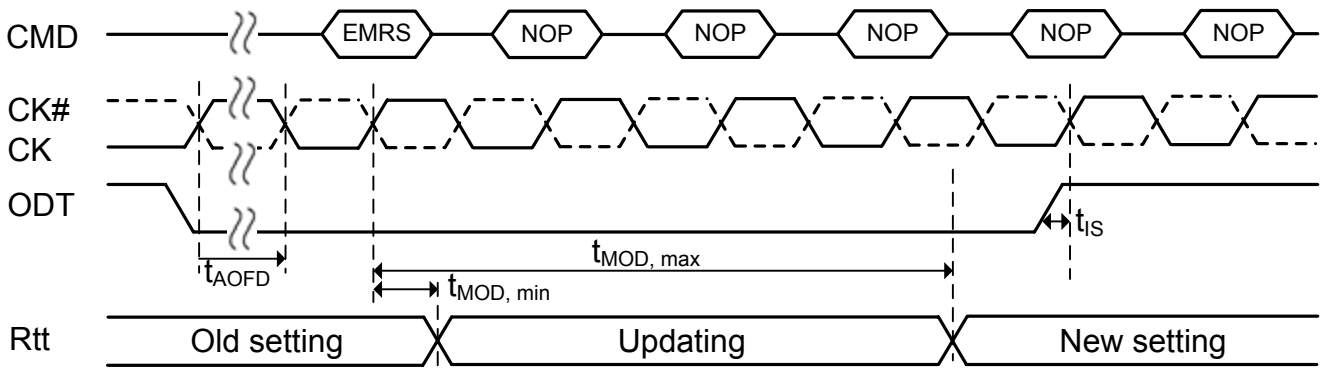 CMD EMRS NOP NOP NOP NOP NOP
CK#
CK
ODT
tIS
tMOD, max
tAOFD
tMOD, min
Rtt Old setting Updating New setting